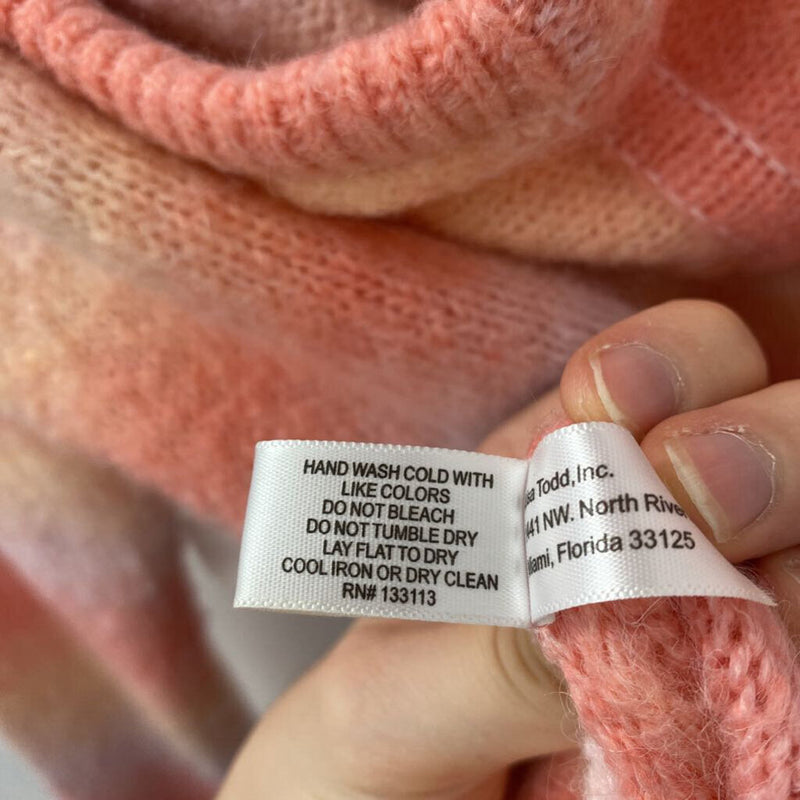 HAND WASH COLD WITH
LIKE COLORS
DO NOT BLEACH
DO NOT TUMBLE DRY
LAY FLAT TO DRY
COOL IRON OR DRY CLEAN
RN# 133113
Todd, Inc.
NW. North
Florida 33125